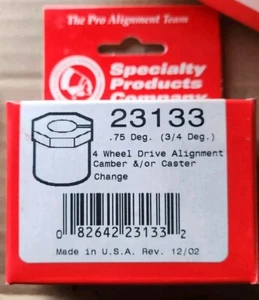 The Pro Alignment Team
Specialty
Products
Company
23133
.75 Deg. (3/4 Deg.)
4 Wheel Drive Alignment
Camber &/or Caster
Change
0 82642 23133 2
Made in U.S.A. Rev. 12/02